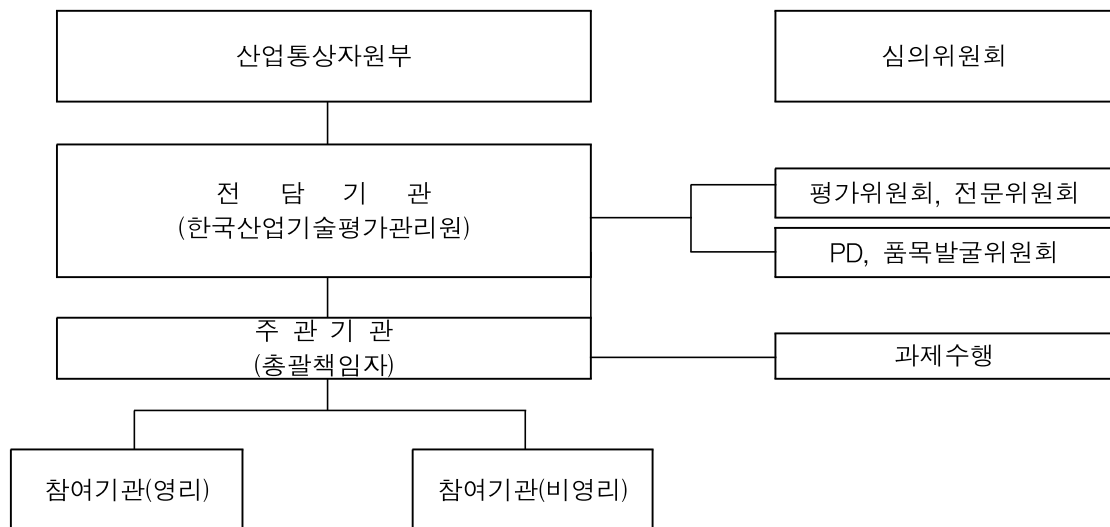 산업통상자원부
심의위원회
전 담 기 관
(한국산업기술평가관리원)
평가위원회, 전문위원회
PD, 품목발굴위원회
주 관 기 관
(총괄책임자)
과제수행
참여기관(영리)
참여기관(비영리)